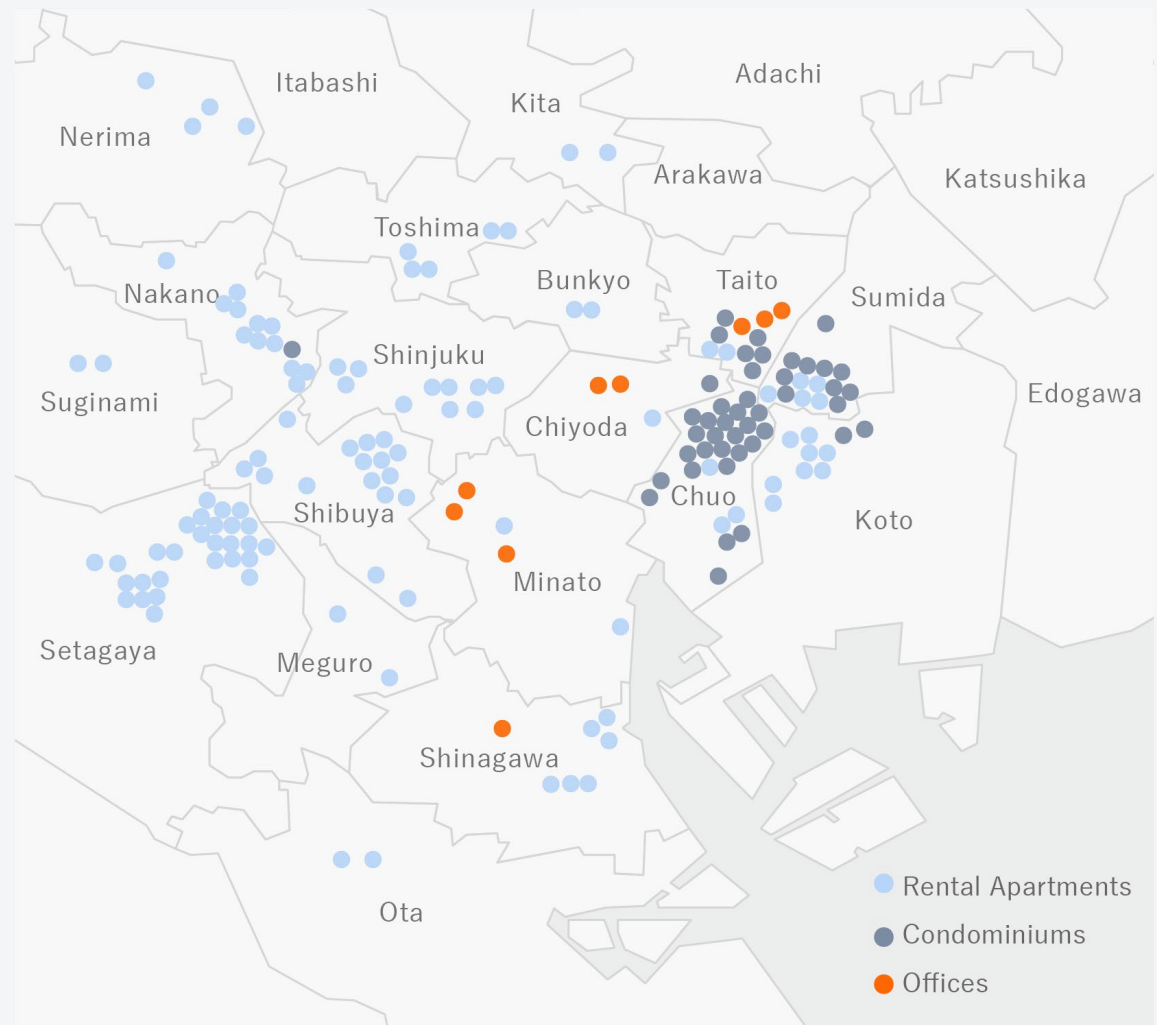 Adachi
Itabashi
Kita
Nerima
Arakawa
Katsushika
Toshima
Bunkyo
Taito
Nakano
Sumida
Shinjuku
Suginami
Edogawa
Chiyoda
Chuo
Shibuya
Koto
Minato
Setagaya
Meguro
Shinagawa
Ota
Rental Apartments
Condominiums
Offices